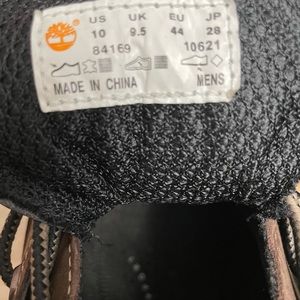 US UK EU JP
10 9.5 44 28
84169 10621
MADE IN CHINA MENS